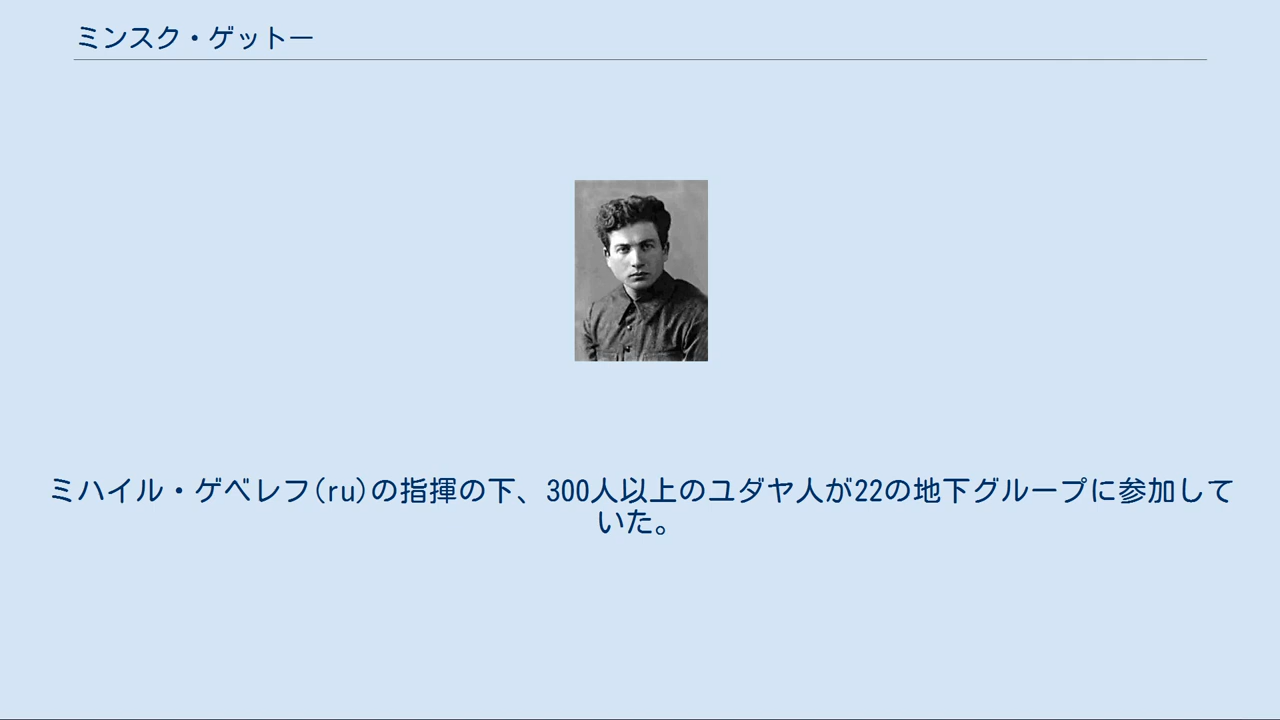 ミンスク・ゲットー
ミハイル・ゲベレフ(ru)の指揮の下、300人以上のユダヤ人が22の地下グループに参加して
いた。